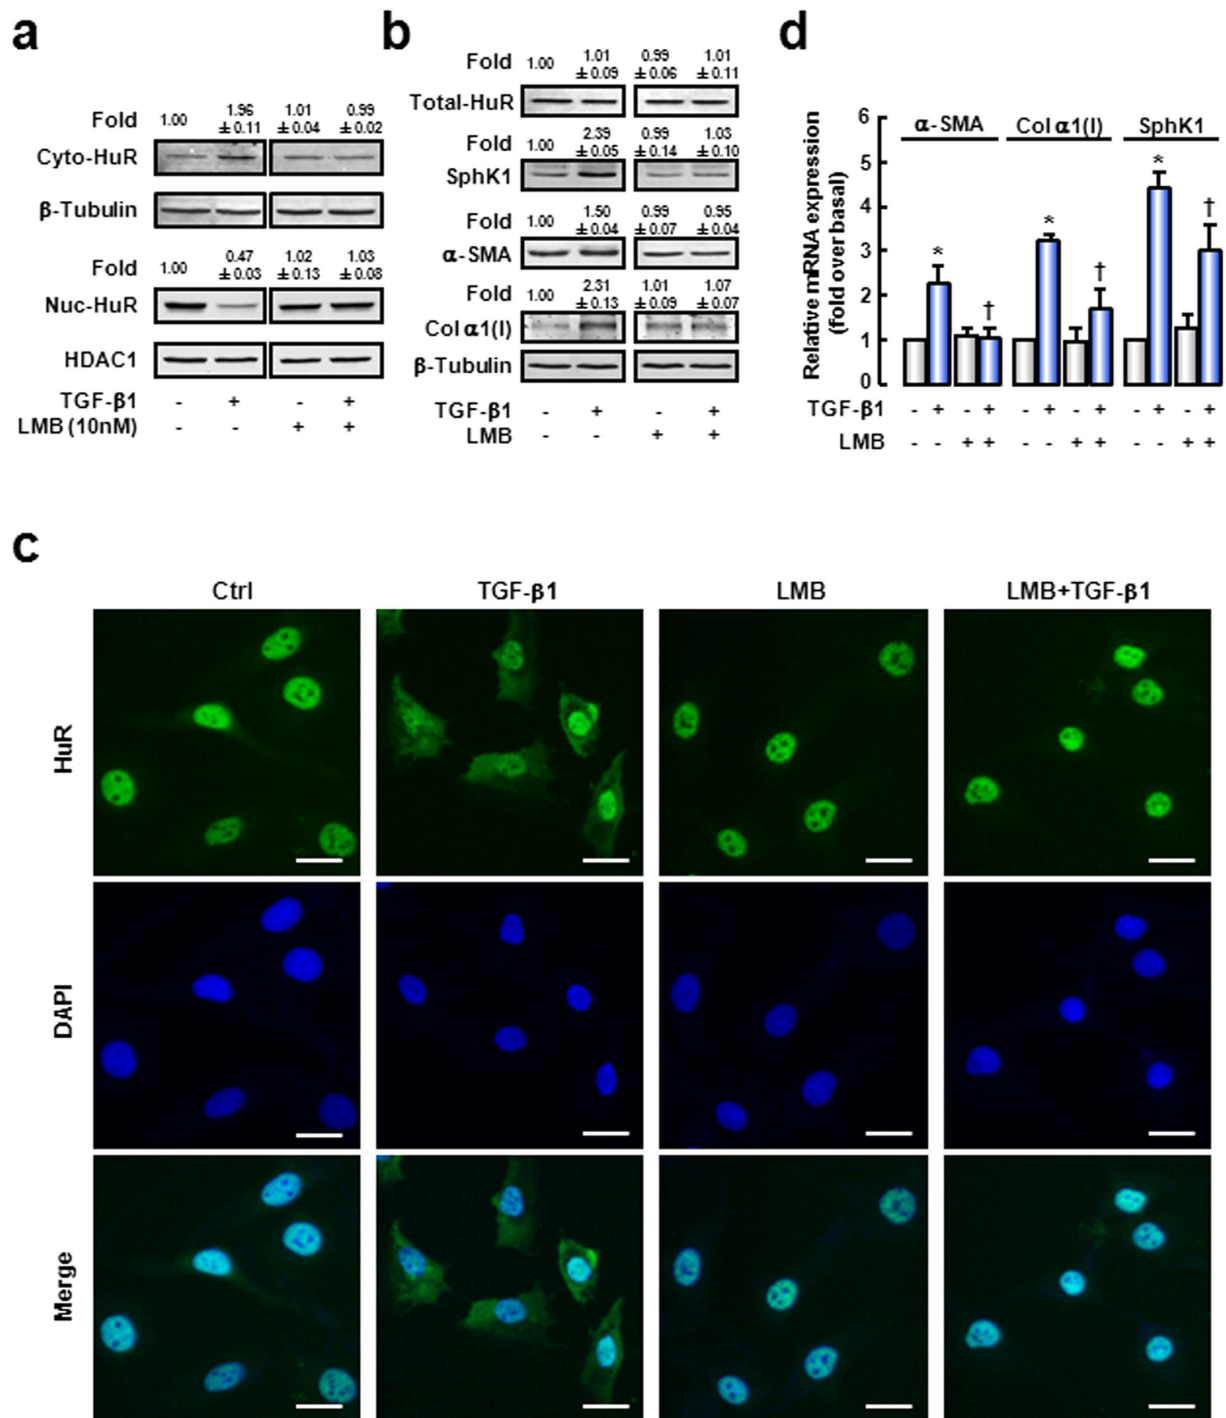 a
Fold 1.00 1.96 ±0.11 1.01 ±0.04 0.99 ±0.02
Cyto-HuR
β-Tubulin
Fold 1.00 0.47 ±0.03 1.02 ±0.13 1.03 ±0.08
Nuc-HuR
HDAC1
TGF-β1 - + - +
LMB (10nM) - - + +
b
Fold 1.00 1.01 ±0.09 0.99 ±0.06 1.01 ±0.11
Total-HuR
Fold 1.00 2.39 ±0.05 0.99 ±0.14 1.03 ±0.10
SphK1
Fold 1.00 1.50 ±0.04 0.99 ±0.07 0.95 ±0.04
α-SMA
Fold 1.00 2.31 ±0.13 1.01 ±0.09 1.07 ±0.07
Col α1(I)
β-Tubulin
TGF-β1 - + - +
LMB - - + +
d
Relative mRNA expression
(fold over basal)
6
5
4
3
2
1
0
α-SMA Col α1(I) SphK1
* † * † * †
TGF-β1 - + - + - + - + - + - +
LMB - - + + - - + + - - + +
c
Ctrl TGF-β1 LMB LMB+TGF-β1
HuR
DAPI
Merge